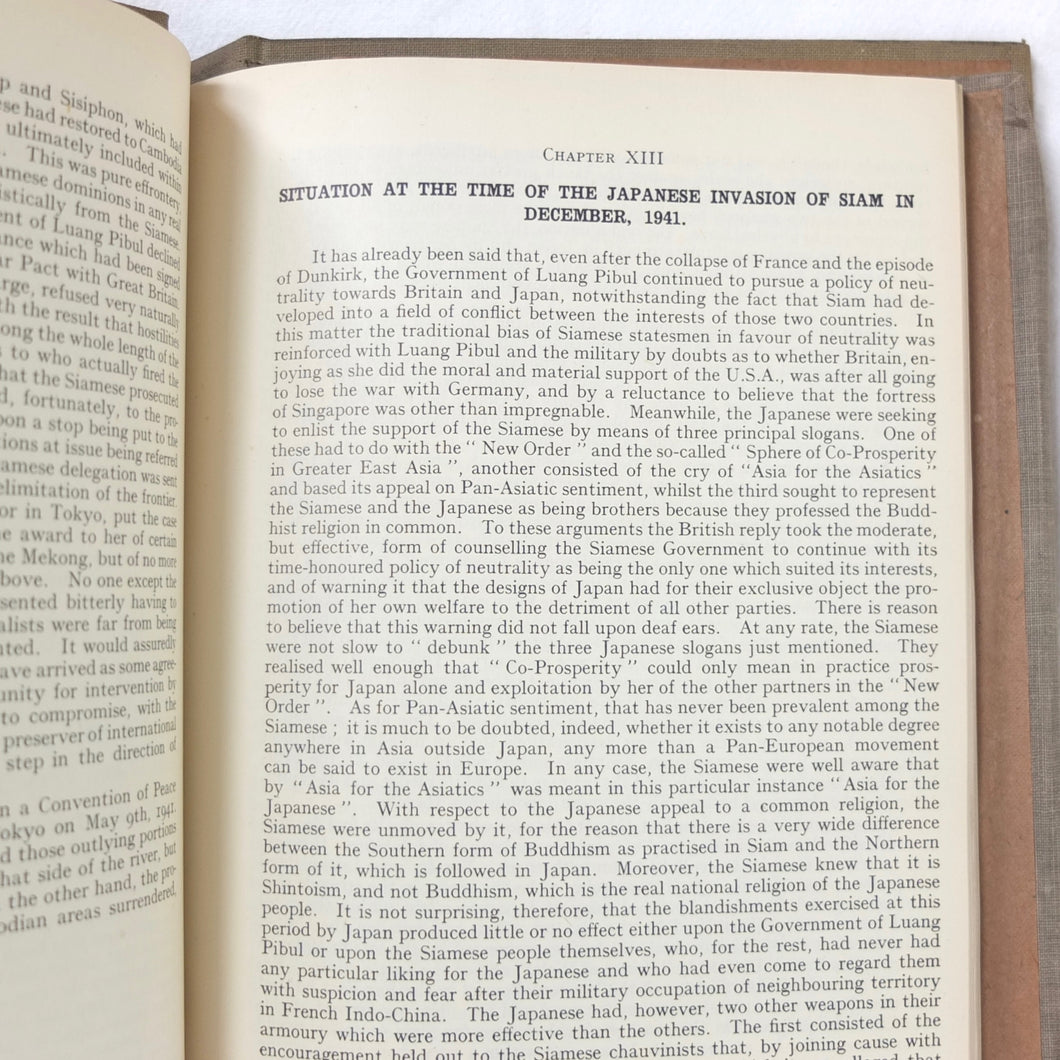 p and Sisiphon, which had
ese had restored to Cambodia
ultimately included within
. This was pure effrontery,
amese dominions in any real
istically from the Siamese.
ent of Luang Pibul declined
nce which had been signed
ar Pact with Great Britain.
arge, refused very naturally
th the result that hostilities
ong the whole length of the
s to who actually fired the
hat the Siamese prosecuted
d, fortunately, to the pro-
oon a stop being put to the
tions at issue being referred
amese delegation was sent
elimitation of the frontier.
or in Tokyo, put the case
e award to her of certain
he Mekong, but of no more
bove. No one except the
sented bitterly having to
alists were far from being
ted. It would assuredly
ave arrived as some agree-
unity for intervention by
to compromise, with the
preserver of international
step in the direction of
n a Convention of Peace
okyo on May 9th, 1941.
d those outlying portions
hat side of the river, but
the other hand, the pro-
odian areas surrendered,
CHAPTER XIII
SITUATION AT THE TIME OF THE JAPANESE INVASION OF SIAM IN
DECEMBER, 1941.
It has already been said that, even after the collapse of France and the episode
of Dunkirk, the Government of Luang Pibul continued to pursue a policy of neu-
trality towards Britain and Japan, notwithstanding the fact that Siam had de-
veloped into a field of conflict between the interests of those two countries. In
this matter the traditional bias of Siamese statesmen in favour of neutrality was
reinforced with Luang Pibul and the military by doubts as to whether Britain, en-
joying as she did the moral and material support of the U.S.A., was after all going
to lose the war with Germany, and by a reluctance to believe that the fortress
of Singapore was other than impregnable. Meanwhile, the Japanese were seeking
to enlist the support of the Siamese by means of three principal slogans. One of
these had to do with the " New Order " and the so-called " Sphere of Co-Prosperity
in Greater East Asia ", another consisted of the cry of "Asia for the Asiatics "
and based its appeal on Pan-Asiatic sentiment, whilst the third sought to represent
the Siamese and the Japanese as being brothers because they professed the Budd-
hist religion in common. To these arguments the British reply took the moderate,
but effective, form of counselling the Siamese Government to continue with its
time-honoured policy of neutrality as being the only one which suited its interests,
and of warning it that the designs of Japan had for their exclusive object the pro-
motion of her own welfare to the detriment of all other parties. There is reason
to believe that this warning did not fall upon deaf ears. At any rate, the Siamese
were not slow to " debunk " the three Japanese slogans just mentioned. They
realised well enough that " Co-Prosperity " could only mean in practice pros-
perity for Japan alone and exploitation by her of the other partners in the " New
Order ". As for Pan-Asiatic sentiment, that has never been prevalent among the
Siamese ; it is much to be doubted, indeed, whether it exists to any notable degree
anywhere in Asia outside Japan, any more than a Pan-European movement
can be said to exist in Europe. In any case, the Siamese were well aware that
by "Asia for the Asiatics " was meant in this particular instance "Asia for the
Japanese ". With respect to the Japanese appeal to a common religion, the
Siamese were unmoved by it, for the reason that there is a very wide difference
between the Southern form of Buddhism as practised in Siam and the Northern
form of it, which is followed in Japan. Moreover, the Siamese knew that it is
Shintoism, and not Buddhism, which is the real national religion of the Japanese
people. It is not surprising, therefore, that the blandishments exercised at this
period by Japan produced little or no effect either upon the Government of Luang
Pibul or upon the Siamese people themselves, who, for the rest, had never had
any particular liking for the Japanese and who had even come to regard them
with suspicion and fear after their military occupation of neighbouring territory
in French Indo-China. The Japanese had, however, two other weapons in their
armoury which were more effective than the others. The first consisted of the
encouragement held out to the Siamese chauvinists that, by joining cause with